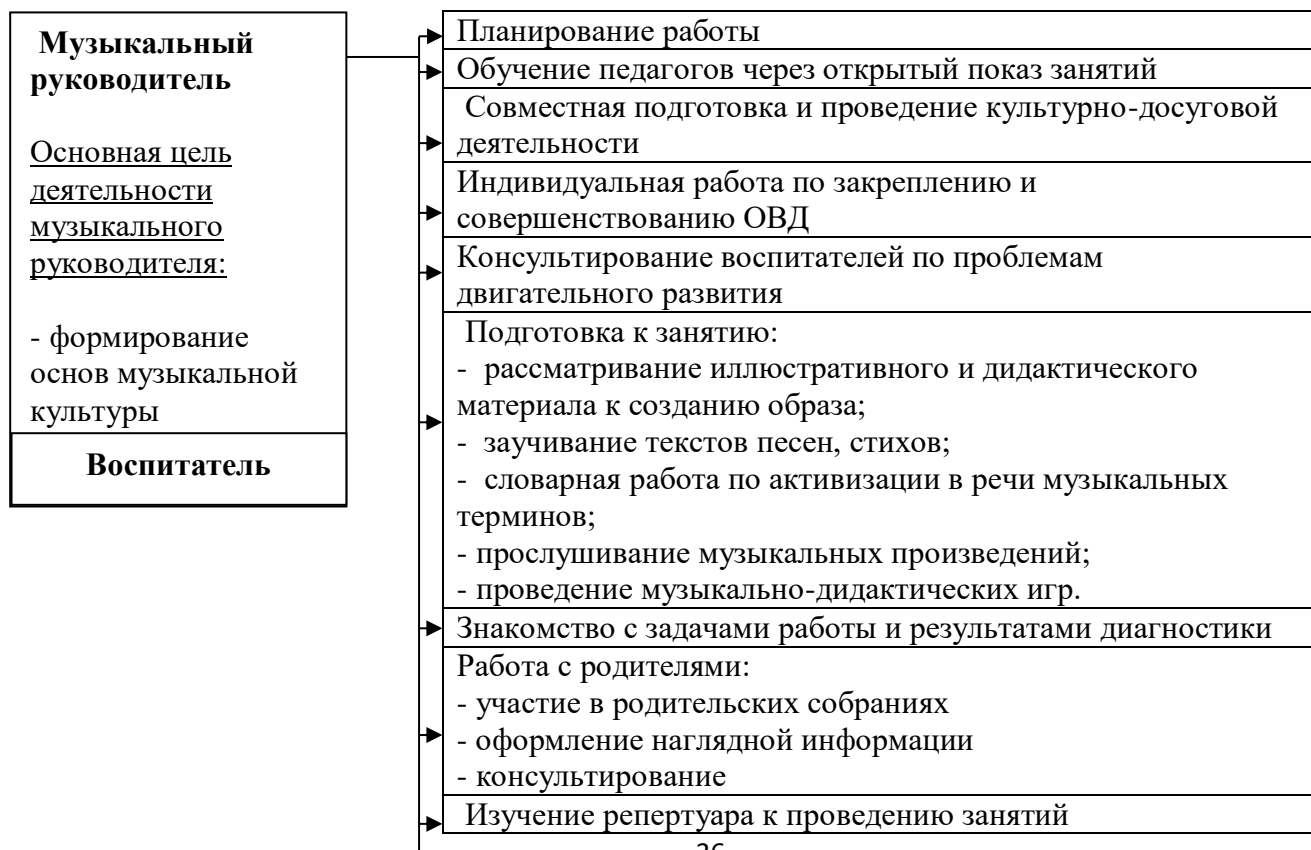 Музыкальный
руководитель
Основная цель
деятельности
музыкального
руководителя:
- формирование
основ музыкальной
культуры
Воспитатель
Планирование работы
Обучение педагогов через открытый показ занятий
Совместная подготовка и проведение культурно-досуговой
деятельности
Индивидуальная работа по закреплению и
совершенствованию ОВД
Консультирование воспитателей по проблемам
двигательного развития
Подготовка к занятию:
- рассматривание иллюстративного и дидактического
материала к созданию образа;
- заучивание текстов песен, стихов;
- словарная работа по активизации в речи музыкальных
терминов;
- прослушивание музыкальных произведений;
- проведение музыкально-дидактических игр.
Знакомство с задачами работы и результатами диагностики
Работа с родителями:
- участие в родительских собраниях
- оформление наглядной информации
- консультирование
Изучение репертуара к проведению занятий